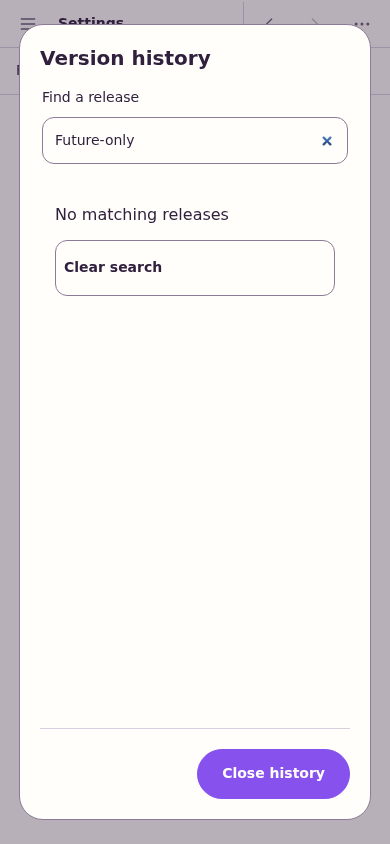 Settings
Version history
Find a release
Future-only
No matching releases
Clear search
Close history